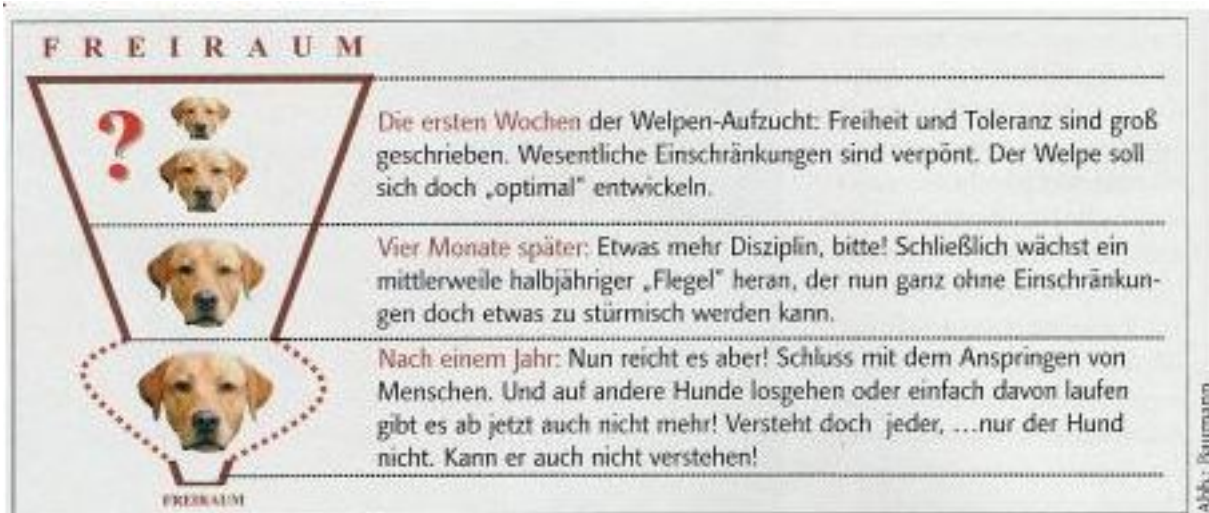 FREIRAUM
Die ersten Wochen der Welpen-Aufzucht: Freiheit und Toleranz sind groß
geschrieben. Wesentliche Einschränkungen sind verpönt. Der Welpe soll
sich doch „optimal" entwickeln.
Vier Monate später: Etwas mehr Disziplin, bitte! Schließlich wächst ein
mittlerweile halbjähriger „Flegel" heran, der nun ganz ohne Einschränkun-
gen doch etwas zu stürmisch werden kann.
Nach einem Jahr: Nun reicht es aber! Schluss mit dem Anspringen von
Menschen. Und auf andere Hunde losgehen oder einfach davon laufen
gibt es ab jetzt auch nicht mehr! Versteht doch jeder, ...nur der Hund
nicht. Kann er auch nicht verstehen!
FREIRAUM
?
Abb.: Baumann